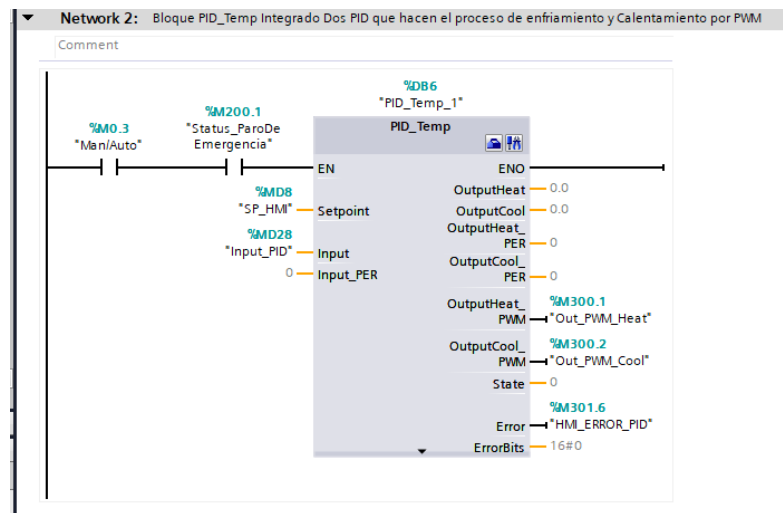 Network 2: Bloque PID_Temp Integrado Dos PID que hacen el proceso de enfriamiento y Calentamiento por PWM
Comment
%DB6
"PID_Temp_1"
%M0.3
"Man/Auto"
%M200.1
"Status_ParoDe
Emergencia"
PID_Temp
EN
ENO
%MD8
"SP_HMI"
Setpoint
%MD28
"Input_PID"
Input
0
Input_PER
OutputHeat
0.0
OutputCool
0.0
OutputHeat_
PER
0
OutputCool_
PER
0
OutputHeat_
PWM
%M300.1
"Out_PWM_Heat"
OutputCool_
PWM
%M300.2
"Out_PWM_Cool"
State
0
Error
%M301.6
"HMI_ERROR_PID"
ErrorBits
16#0